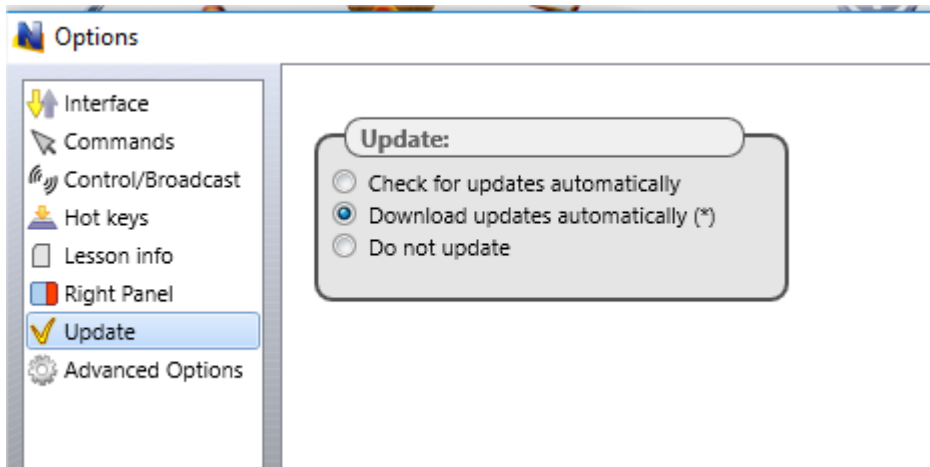 Options
Interface
Commands
Control/Broadcast
Hot keys
Lesson info
Right Panel
Update
Advanced Options
Update:
Check for updates automatically
Download updates automatically (*)
Do not update